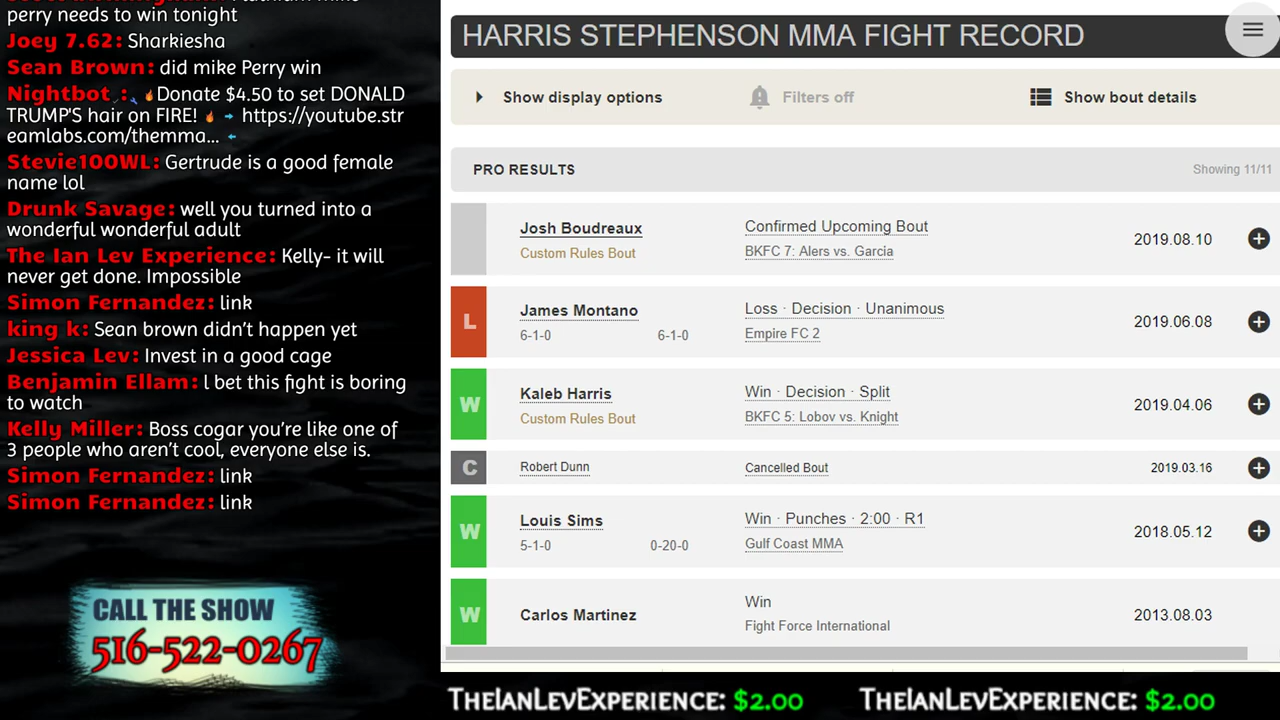 perry needs to win tonight
Joey 7.62: Sharkiesha
Sean Brown: did mike Perry win
Nightbot : 🔥Donate $4.50 to set DONALD
TRUMP'S hair on FIRE! 🔥 → https://youtube.str
eamlabs.com/themma... ←
Stevie100WL: Gertrude is a good female
name lol
Drunk Savage: well you turned into a
wonderful wonderful adult
The Ian Lev Experience: Kelly- it will
never get done. Impossible
Simon Fernandez: link
king k: Sean brown didn't happen yet
Jessica Lev: Invest in a good cage
Benjamin Ellam: I bet this fight is boring
to watch
Kelly Miller: Boss cogar you're like one of
3 people who aren't cool, everyone else is.
Simon Fernandez: link
Simon Fernandez: link
CALL THE SHOW
516-522-0267
HARRIS STEPHENSON MMA FIGHT RECORD
Show display options
Filters off
Show bout details
PRO RESULTS
Showing 11/11
Josh Boudreaux
Custom Rules Bout
Confirmed Upcoming Bout
BKFC 7: Alers vs. Garcia
2019.08.10
L
James Montano
6-1-0 6-1-0
Loss · Decision · Unanimous
Empire FC 2
2019.06.08
W
Kaleb Harris
Custom Rules Bout
Win · Decision · Split
BKFC 5: Lobov vs. Knight
2019.04.06
C
Robert Dunn
Cancelled Bout
2019.03.16
W
Louis Sims
5-1-0 0-20-0
Win · Punches · 2:00 · R1
Gulf Coast MMA
2018.05.12
W
Carlos Martinez
Win
Fight Force International
2013.08.03
TheIanLevExperience: $2.00 TheIanLevExperience: $2.00